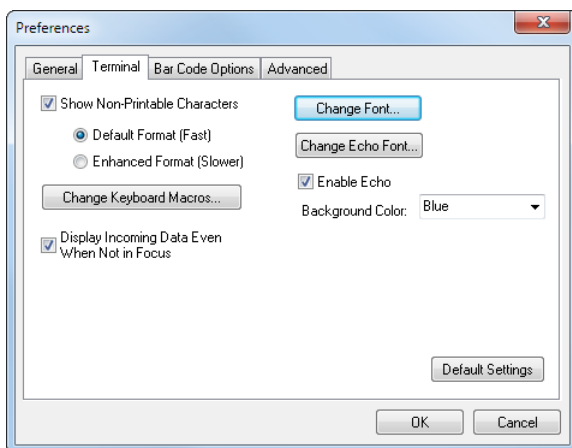 Preferences
General Terminal Bar Code Options Advanced
Show Non-Printable Characters
Default Format (Fast)
Enhanced Format (Slower)
Change Keyboard Macros...
Display Incoming Data Even
When Not in Focus
Change Font...
Change Echo Font...
Enable Echo
Background Color: Blue
Default Settings
OK Cancel